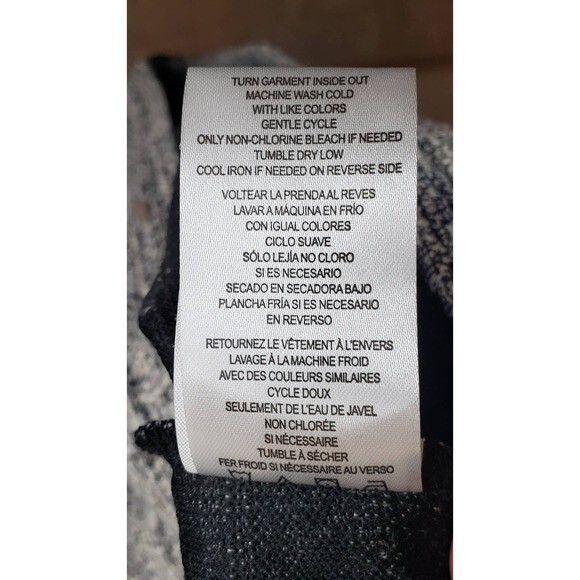 TURN GARMENT INSIDE OUT
MACHINE WASH COLD
WITH LIKE COLORS
GENTLE CYCLE
ONLY NON-CHLORINE BLEACH IF NEEDED
TUMBLE DRY LOW
COOL IRON IF NEEDED ON REVERSE SIDE
VOLTEAR LA PRENDA AL REVES
LAVAR A MÁQUINA EN FRÍO
CON IGUAL COLORES
CICLO SUAVE
SÓLO LEJÍA NO CLORO
SI ES NECESARIO
SECADO EN SECADORA BAJO
PLANCHA FRÍA SI ES NECESARIO
EN REVERSO
RETOURNEZ LE VÊTEMENT À L'ENVERS
LAVAGE À LA MACHINE FROID
AVEC DES COULEURS SIMILAIRES
CYCLE DOUX
SEULEMENT DE L'EAU DE JAVEL
NON CHLORÉE
SI NÉCESSAIRE
TUMBLE À SÉCHER
FER FROID SI NÉCESSAIRE AU VERSO